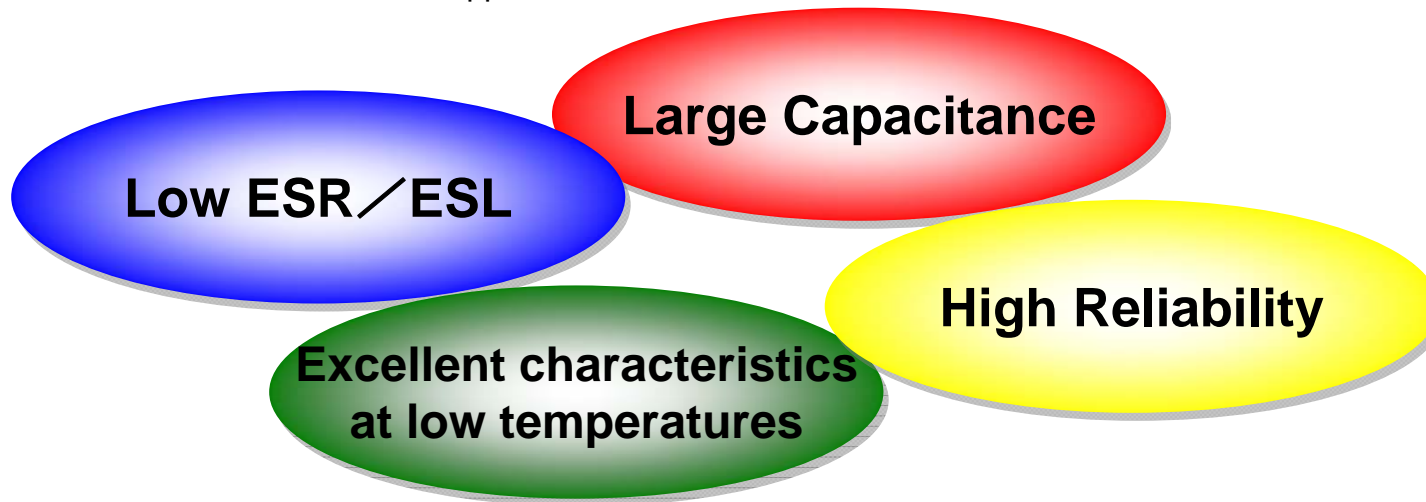 Large Capacitance
Low ESR／ESL
High Reliability
Excellent characteristics
at low temperatures